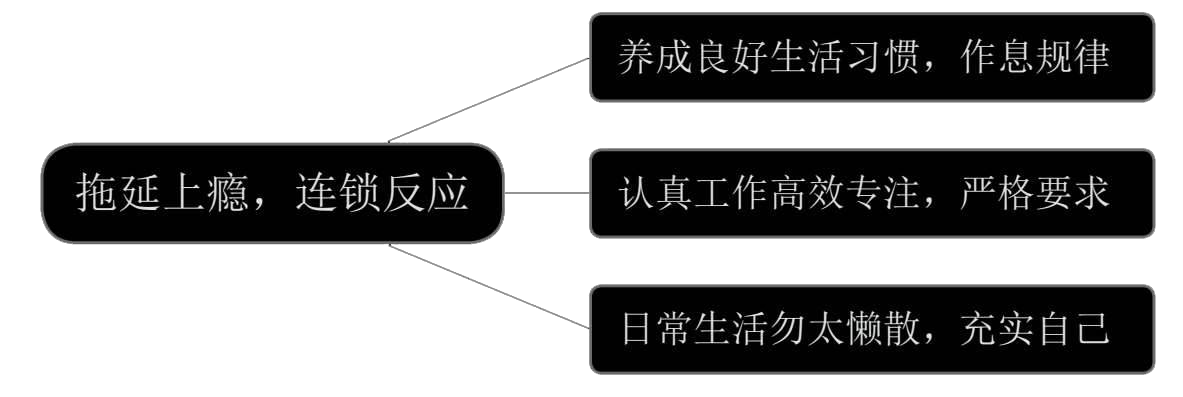 养成良好生活习惯，作息规律
拖延上瘾，连锁反应
认真工作高效专注，严格要求
日常生活勿太懒散，充实自己